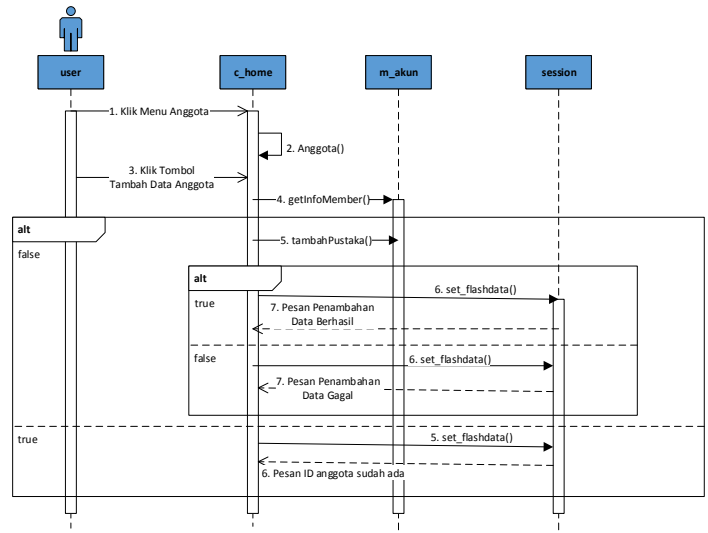 user
c_home
m_akun
session
1. Klik Menu Anggota
2. Anggota()
3. Klik Tombol
Tambah Data Anggota
4. getInfoMember()
alt
false
5. tambahPustaka()
alt
true
6. set_flashdata()
7. Pesan Penambahan
Data Berhasil
false
6. set_flashdata()
7. Pesan Penambahan
Data Gagal
true
5. set_flashdata()
6. Pesan ID anggota sudah ada